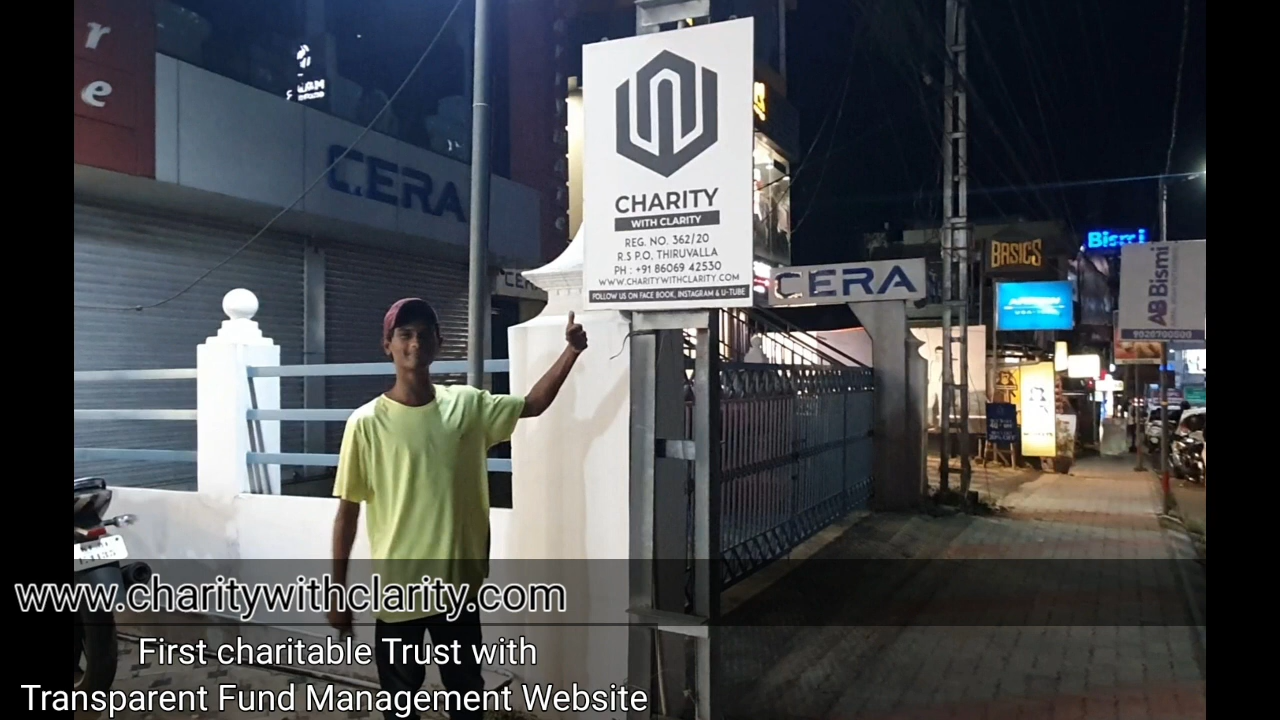 r
e
CERA
CHARITY
WITH CLARITY
REG. NO. 362/20
R.S P.O, THIRUVALLA
PH : +91 86069 42530
WWW.CHARITYWITHCLARITY.COM
FOLLOW US ON FACE BOOK, INSTAGRAM & U-TUBE
CE
CERA
BASICS
Bismi
AB Bismi
www.charitywithclarity.com
First charitable Trust with
Transparent Fund Management Website